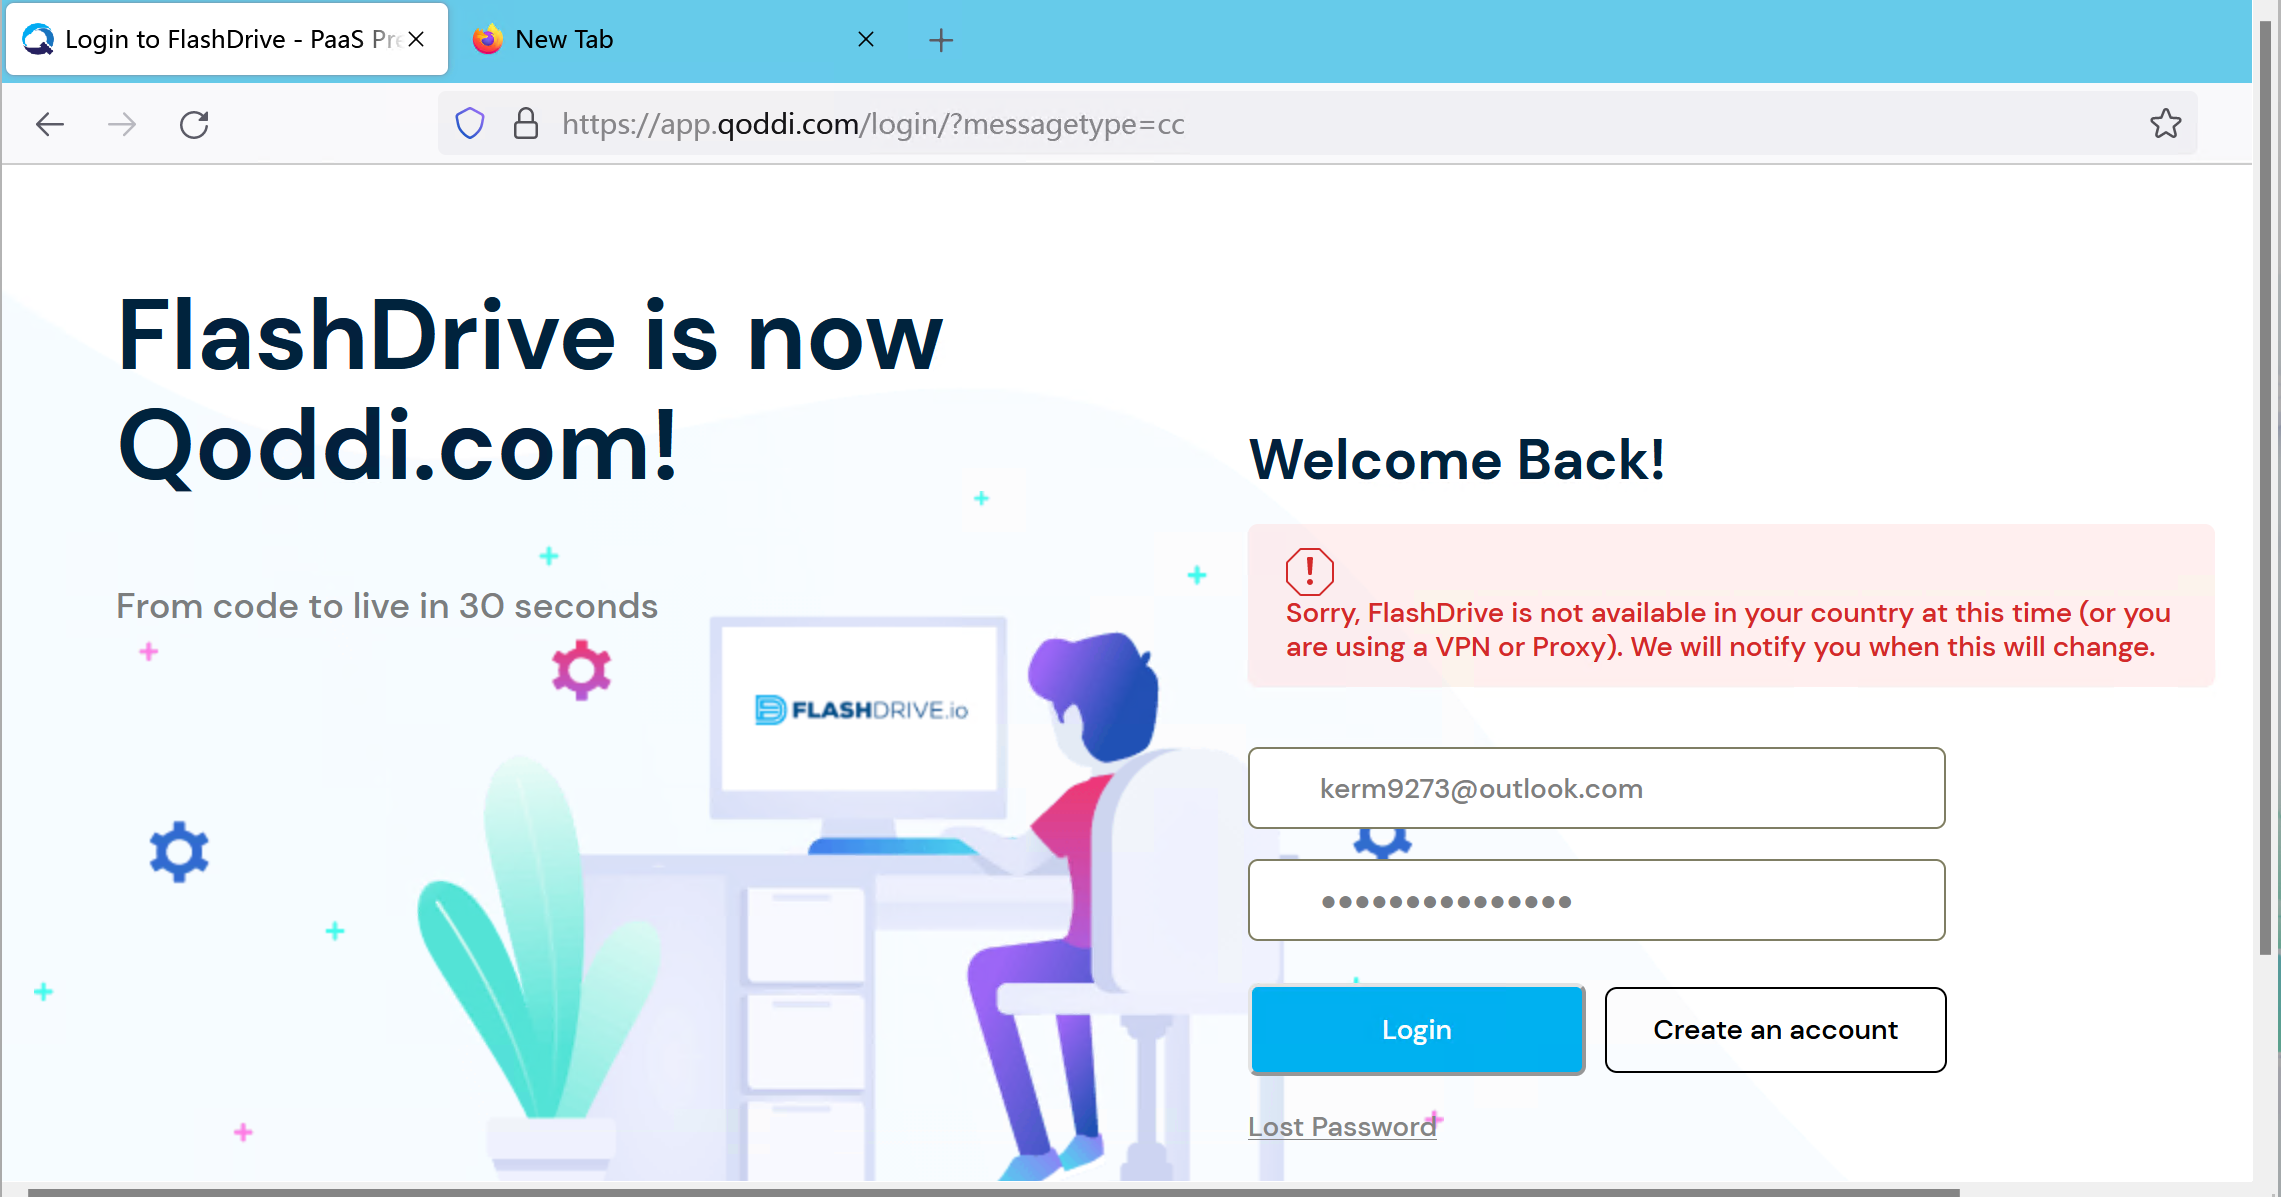 Login to FlashDrive - PaaS Pre
New Tab
https://app.qoddi.com/login/?messagetype=cc
FlashDrive is now
Qoddi.com!
From code to live in 30 seconds
FLASHDRIVE.io
Welcome Back!
Sorry, FlashDrive is not available in your country at this time (or you
are using a VPN or Proxy). We will notify you when this will change.
kerm9273@outlook.com
•••••••••••••••
Login
Create an account
Lost Password